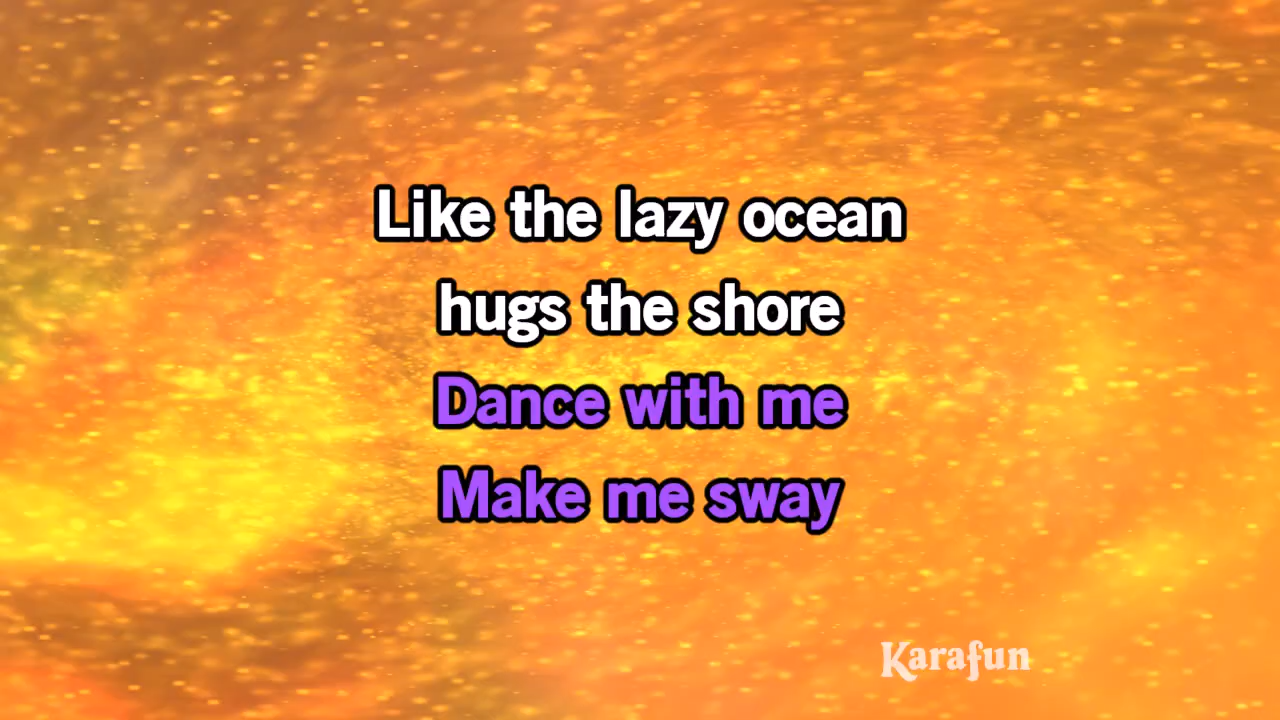 Like the lazy ocean
hugs the shore
Dance with me
Make me sway
Karafun